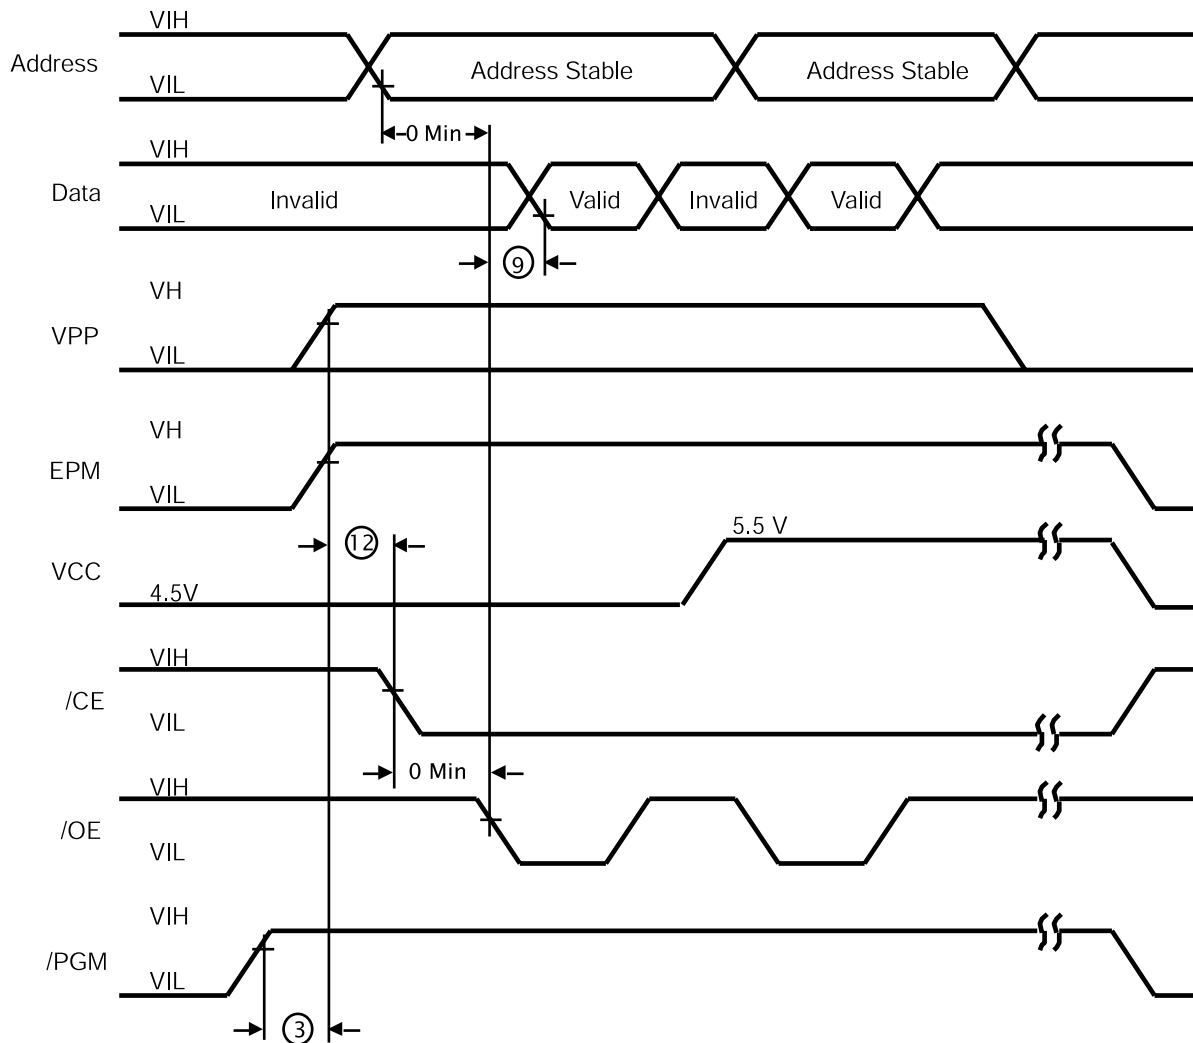 VIH
Address
Address Stable
Address Stable
VIL
0 Min
VIH
Data
Invalid
Valid
Invalid
Valid
VIL
9
VH
VPP
VIL
VH
EPM
VIL
12
5.5 V
VCC
4.5V
VIH
/CE
VIL
0 Min
VIH
/OE
VIL
VIH
/PGM
VIL
3